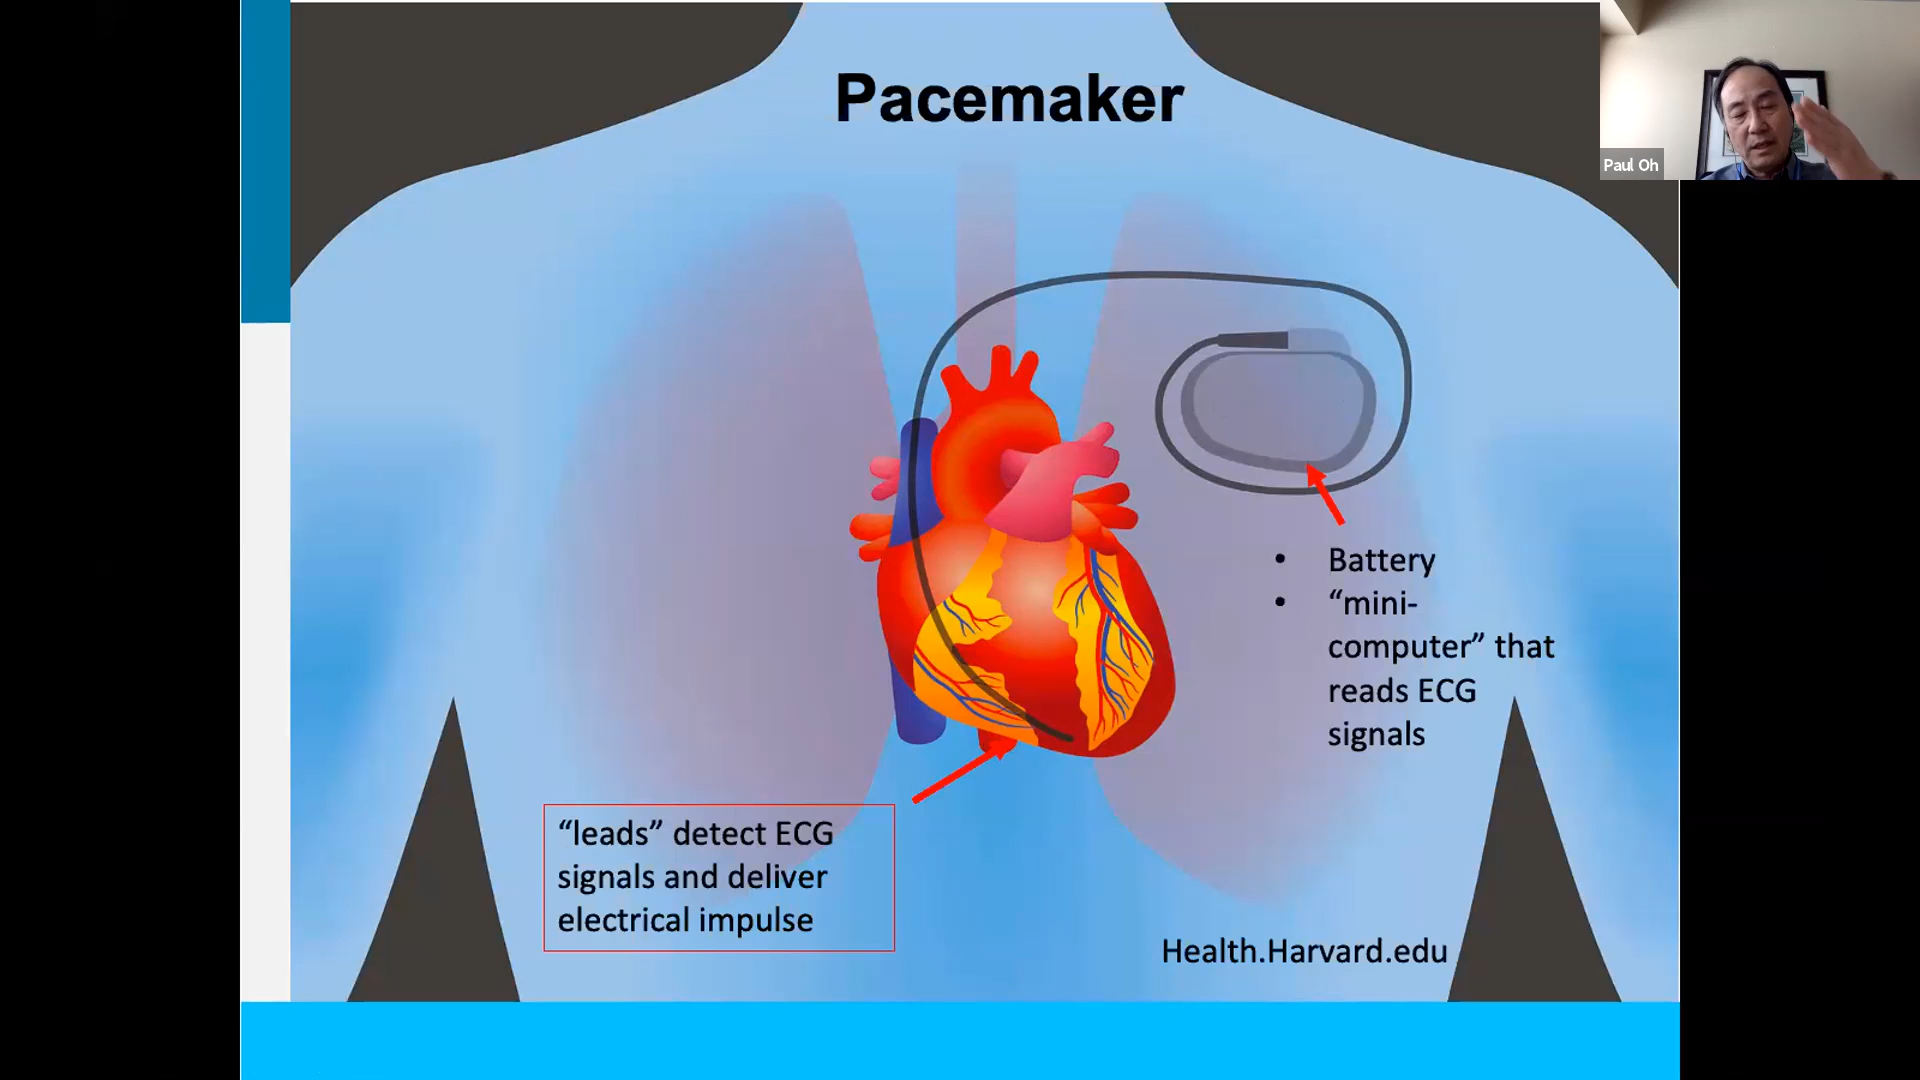 Pacemaker
Paul Oh
• Battery
• “mini-
computer” that
reads ECG
signals
“leads” detect ECG
signals and deliver
electrical impulse
Health.Harvard.edu